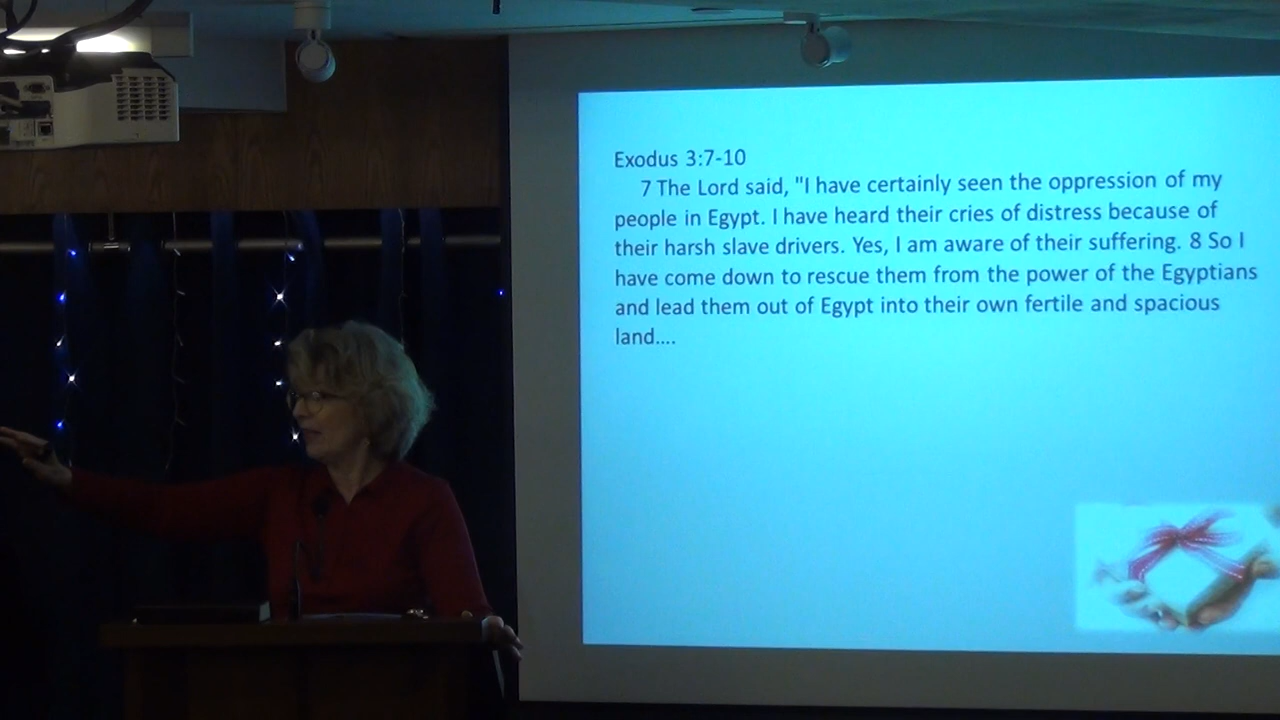 Exodus 3:7-10
7 The Lord said, "I have certainly seen the oppression of my
people in Egypt. I have heard their cries of distress because of
their harsh slave drivers. Yes, I am aware of their suffering. 8 So I
have come down to rescue them from the power of the Egyptians
and lead them out of Egypt into their own fertile and spacious
land....